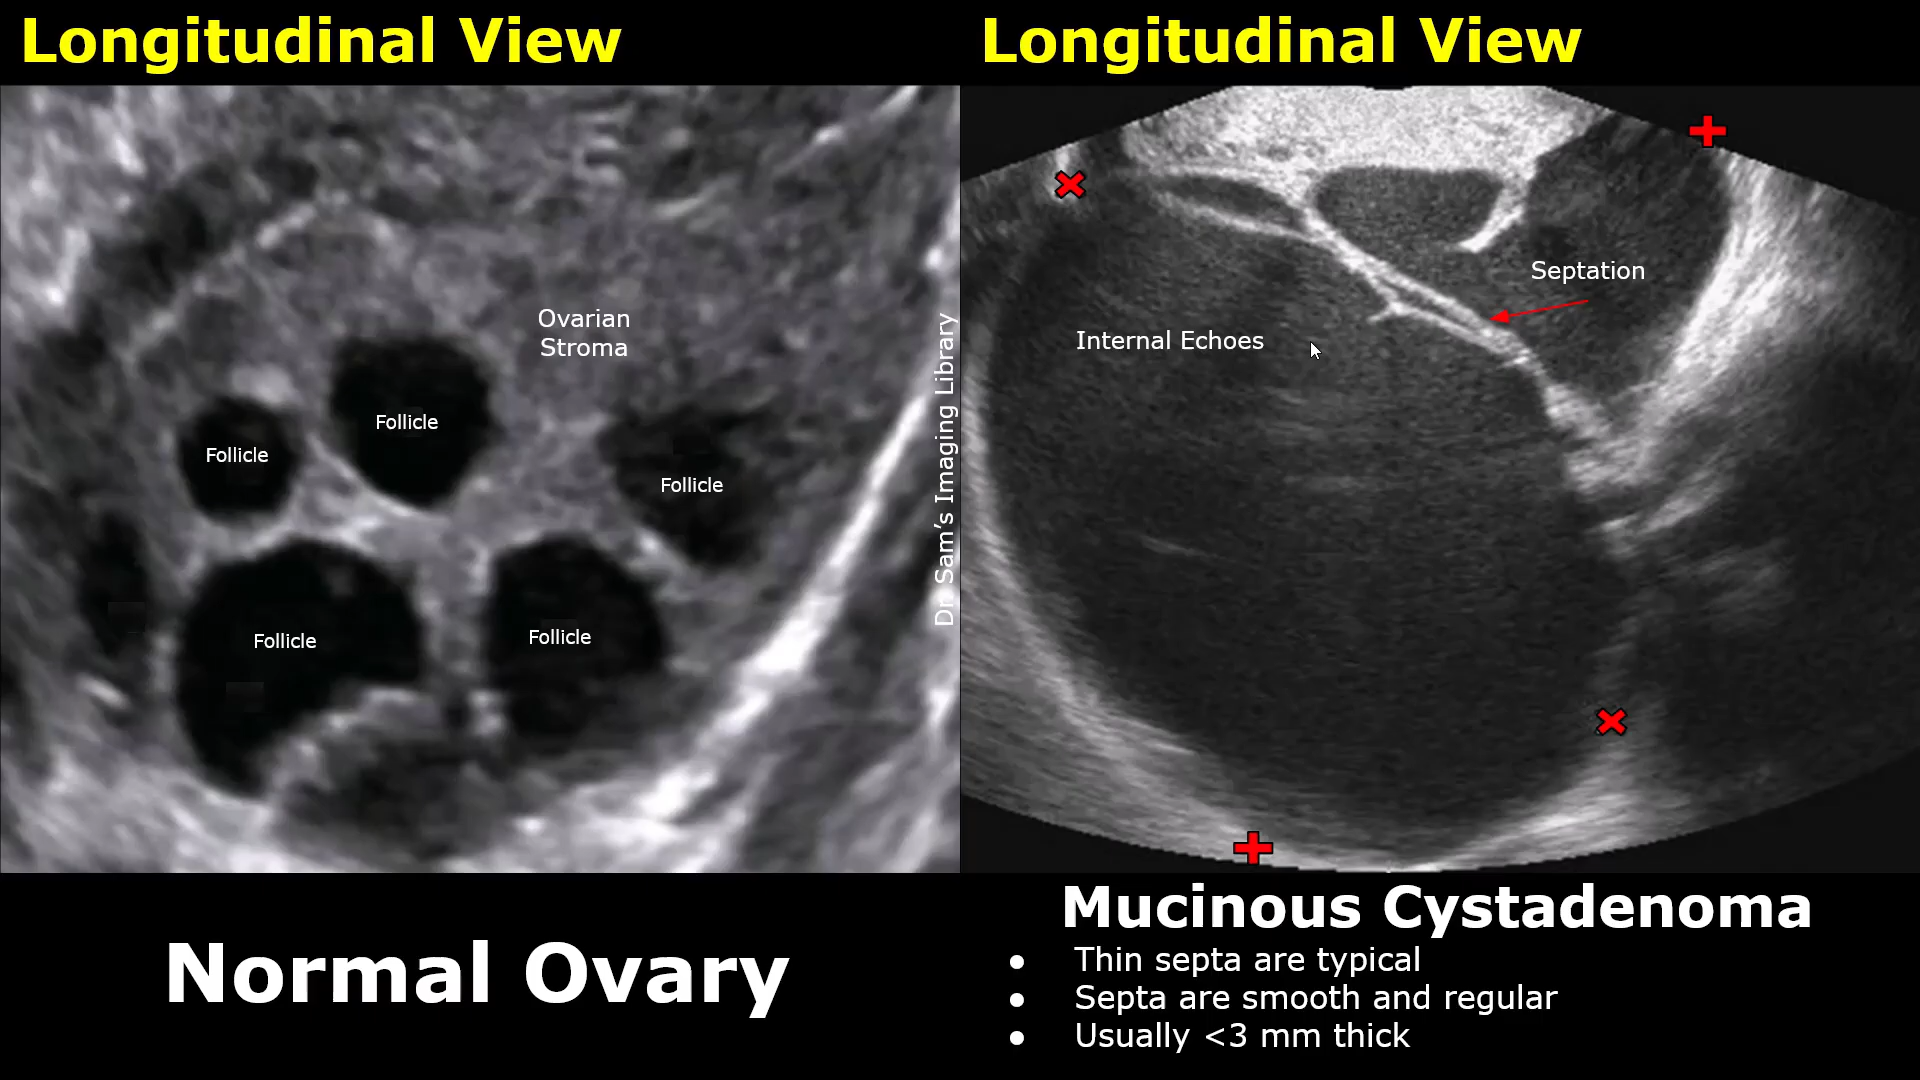 Longitudinal View
Ovarian
Stroma
Follicle
Follicle
Follicle
Follicle
Follicle
Normal Ovary
Dr. Sam’s Imaging Library
Longitudinal View
Septation
Internal Echoes
Mucinous Cystadenoma
● Thin septa are typical
● Septa are smooth and regular
● Usually <3 mm thick